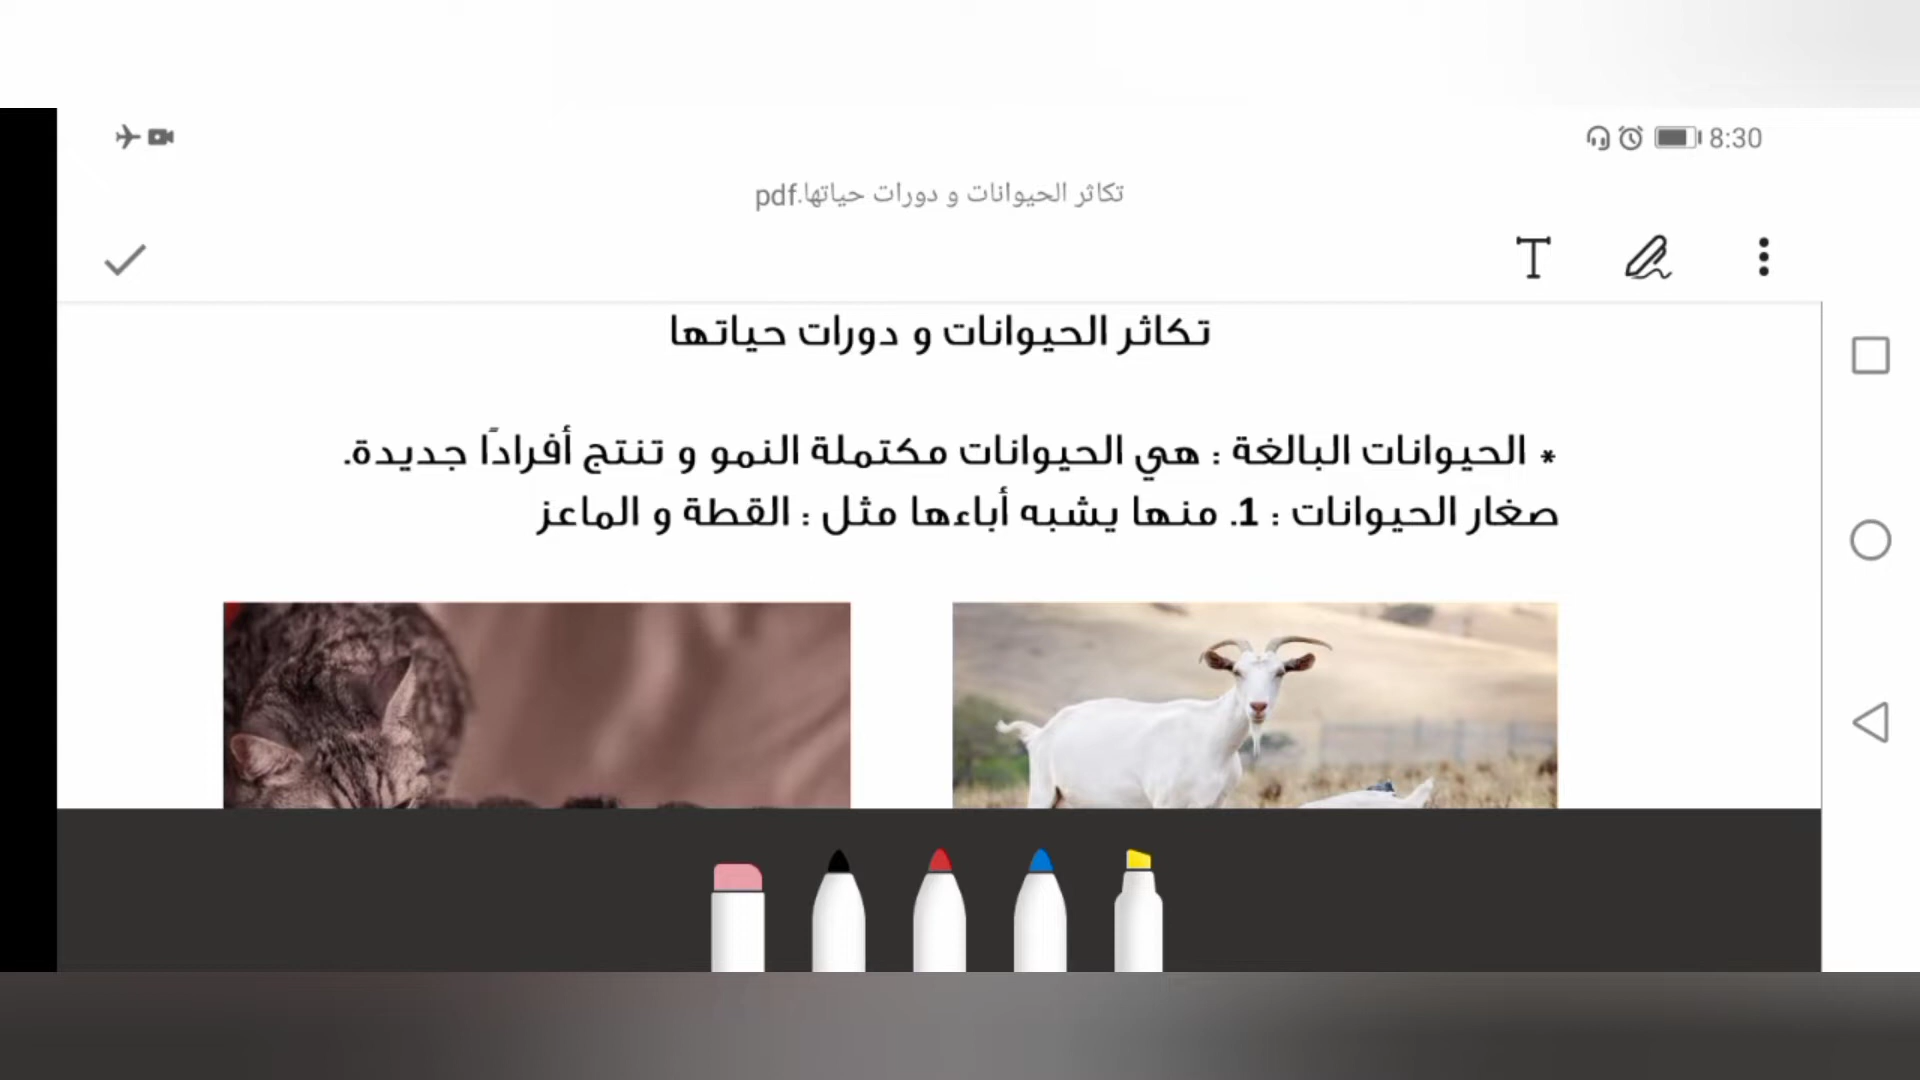 8:30
تكاثر الحيوانات و دورات حياتها.pdf
تكاثر الحيوانات و دورات حياتها
* الحيوانات البالغة : هي الحيوانات مكتملة النمو و تنتج أفرادًا جديدة.
صغار الحيوانات : 1. منها يشبه أباءها مثل : القطة و الماعز